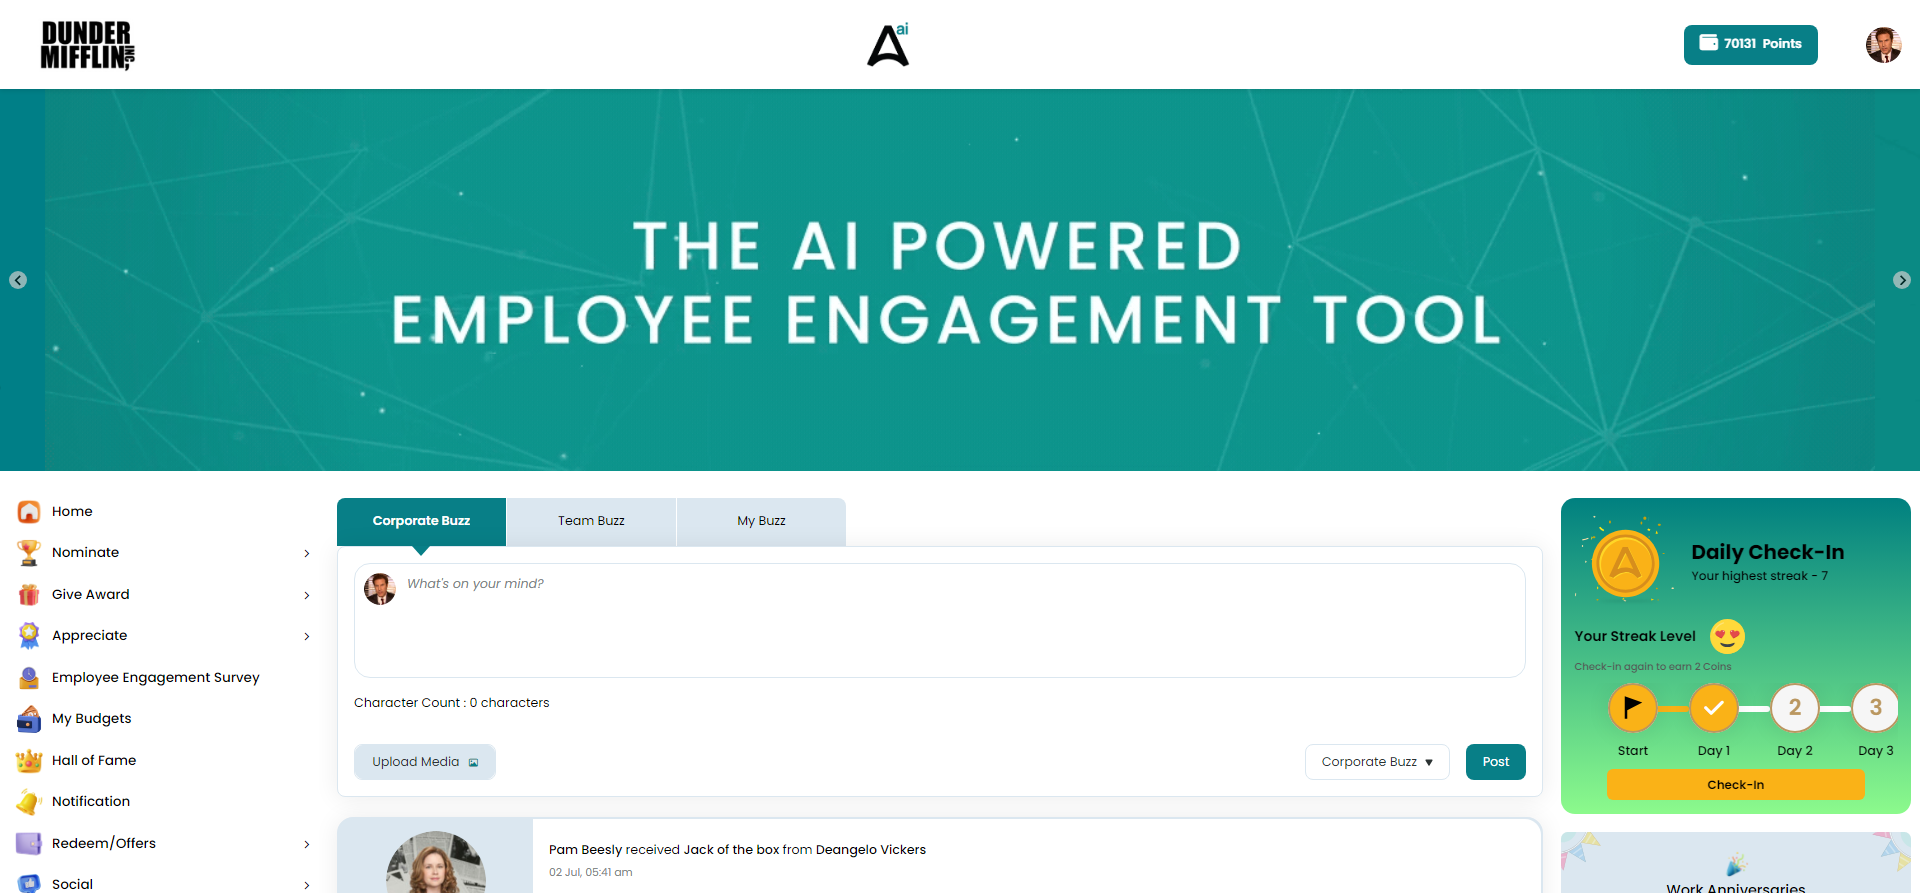 DUNDER
MIFFLIN INC,
ai
70131 Points
THE AI POWERED
EMPLOYEE ENGAGEMENT TOOL
Home
Nominate
Give Award
Appreciate
Employee Engagement Survey
My Budgets
Hall of Fame
Notification
Redeem/Offers
Social
Corporate Buzz
Team Buzz
My Buzz
What's on your mind?
Character Count : 0 characters
Upload Media
Corporate Buzz
Post
Pam Beesly received Jack of the box from Deangelo Vickers
02 Jul, 05:41 am
Daily Check-In
Your highest streak - 7
Your Streak Level
Check-in again to earn 2 Coins
2
3
Start
Day 1
Day 2
Day 3
Check-In
Work Anniversaries